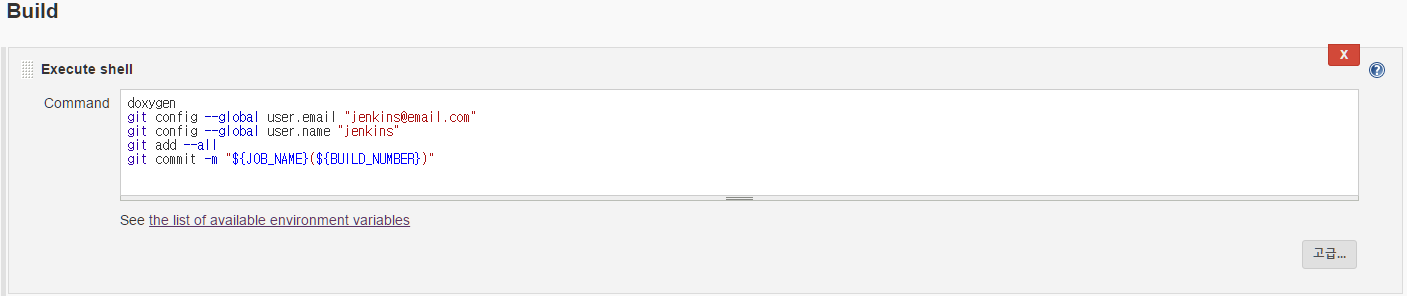 Build
Execute shell
X
?
Command
doxygen
git config --global user.email "jenkins@email.com"
git config --global user.name "jenkins"
git add --all
git commit -m "${JOB_NAME}(${BUILD_NUMBER})"
See the list of available environment variables
고급...